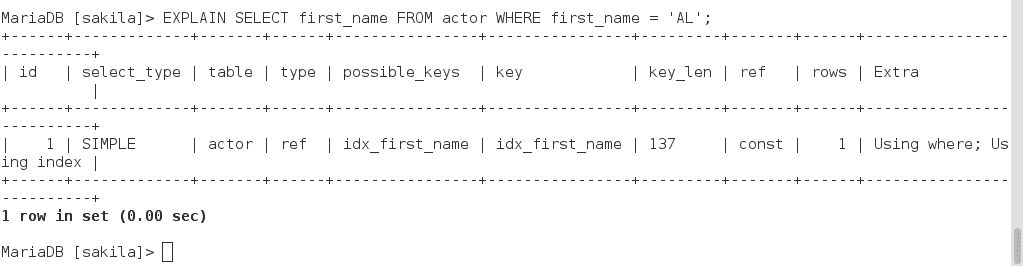 MariaDB [sakila]> EXPLAIN SELECT first_name FROM actor WHERE first_name = 'AL';
+------+-------------+-------+------+----------------+----------------+---------+-------+------+----------------
----------+
| id   | select_type | table | type | possible_keys  | key            | key_len | ref   | rows | Extra
          |
+------+-------------+-------+------+----------------+----------------+---------+-------+------+----------------
----------+
|    1 | SIMPLE      | actor | ref  | idx_first_name | idx_first_name | 137     | const |    1 | Using where; Us
ing index |
+------+-------------+-------+------+----------------+----------------+---------+-------+------+----------------
----------+
1 row in set (0.00 sec)
MariaDB [sakila]>